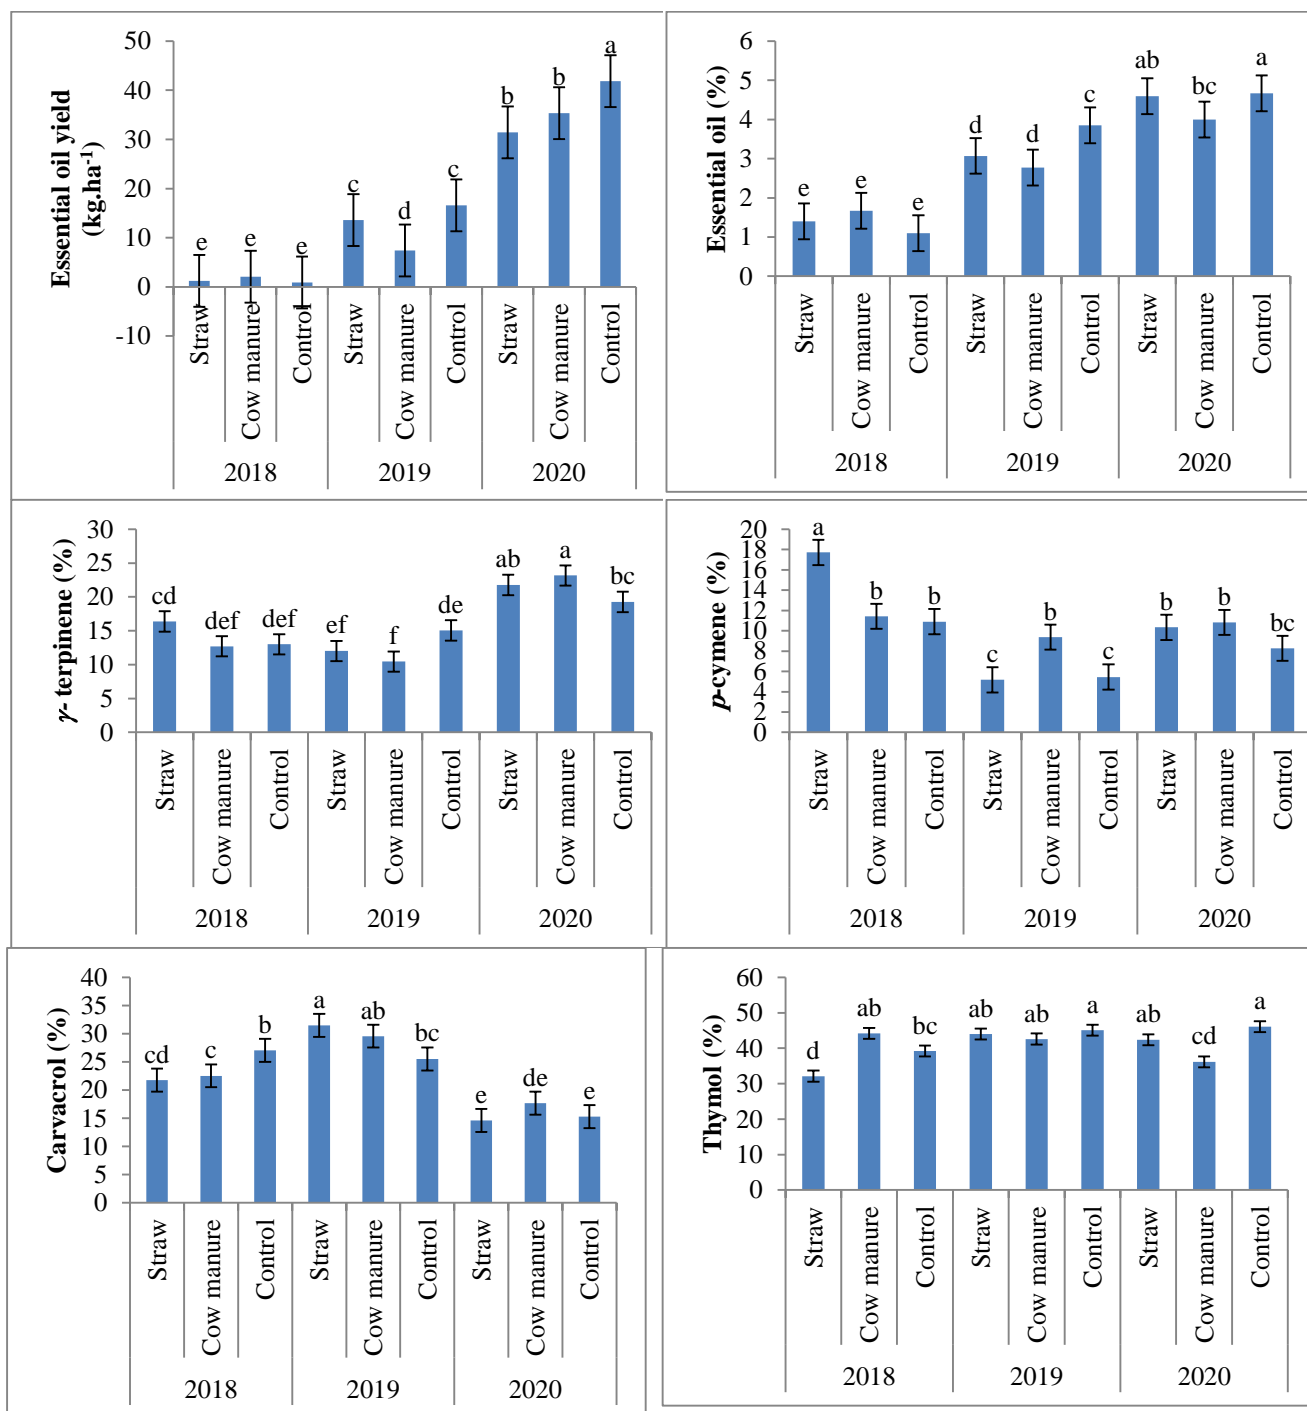 50
40
30
20
10
0
-10
Essential oil yield
(kg.ha⁻¹)
e e e c d c b b a
Straw Cow manure Control Straw Cow manure Control Straw Cow manure Control
2018 2019 2020
6
5
4
3
2
1
0
Essential oil (%)
e e e d d c ab bc a
Straw Cow manure Control Straw Cow manure Control Straw Cow manure Control
2018 2019 2020
30
25
20
15
10
5
0
γ- terpinene (%)
cd def def ef f de ab a bc
Straw Cow manure Control Straw Cow manure Control Straw Cow manure Control
2018 2019 2020
20
18
16
14
12
10
8
6
4
2
0
p-cymene (%)
a b b c b c b b bc
Straw Cow manure Control Straw Cow manure Control Straw Cow manure Control
2018 2019 2020
40
35
30
25
20
15
10
5
0
Carvacrol (%)
cd c b a ab bc e de e
Straw Cow manure Control Straw Cow manure Control Straw Cow manure Control
2018 2019 2020
60
50
40
30
20
10
0
Thymol (%)
d ab bc ab ab a ab cd a
Straw Cow manure Control Straw Cow manure Control Straw Cow manure Control
2018 2019 2020